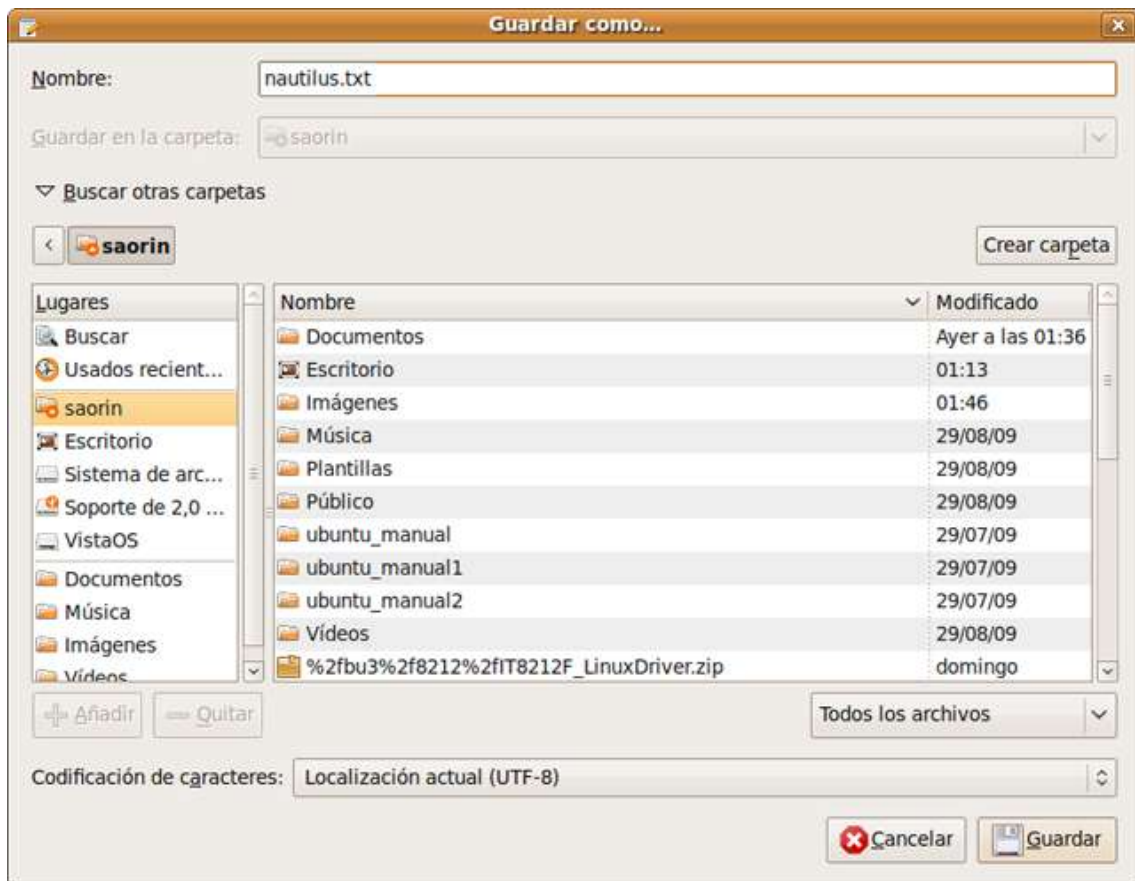 Guardar como...
Nombre:
nautilus.txt
Guardar en la carpeta:
saorin
Buscar otras carpetas
saorin
Crear carpeta
Lugares
Buscar
Usados recient...
saorin
Escritorio
Sistema de arc...
Soporte de 2,0 ...
VistaOS
Documentos
Música
Imágenes
Vídeos
Nombre
Modificado
Documentos
Ayer a las 01:36
Escritorio
01:13
Imágenes
01:46
Música
29/08/09
Plantillas
29/08/09
Público
29/08/09
ubuntu_manual
29/07/09
ubuntu_manual1
29/07/09
ubuntu_manual2
29/07/09
Vídeos
29/08/09
%2fbu3%2f8212%2fIT8212F_LinuxDriver.zip
domingo
Añadir
Quitar
Todos los archivos
Codificación de caracteres:
Localización actual (UTF-8)
Cancelar
Guardar